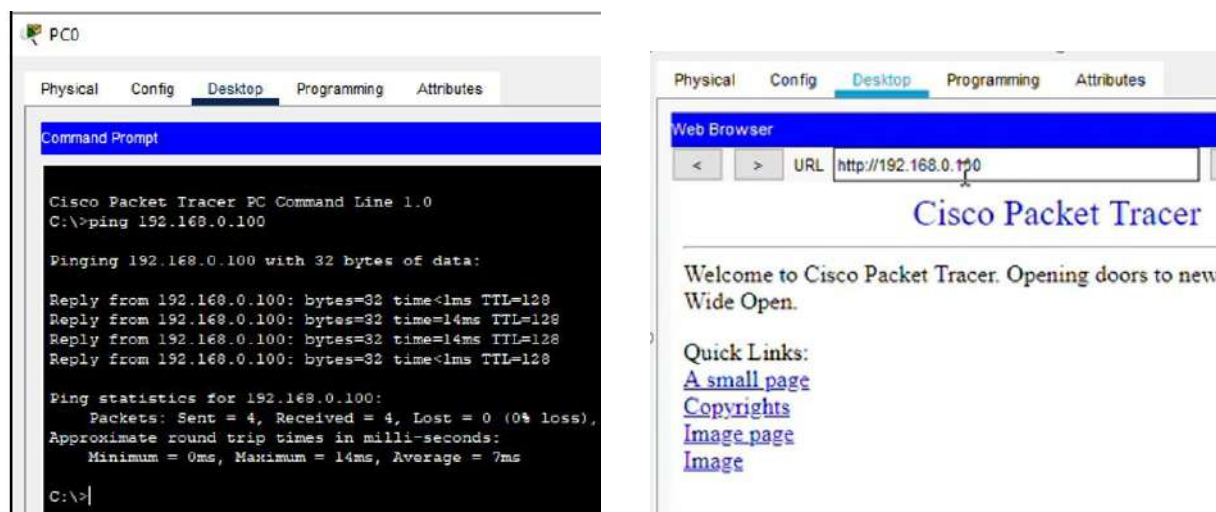 PC0
Physical Config Desktop Programming Attributes
Command Prompt
Cisco Packet Tracer PC Command Line 1.0
C:\>ping 192.168.0.100
Pinging 192.168.0.100 with 32 bytes of data:
Reply from 192.168.0.100: bytes=32 time<1ms TTL=128
Reply from 192.168.0.100: bytes=32 time=14ms TTL=128
Reply from 192.168.0.100: bytes=32 time=14ms TTL=128
Reply from 192.168.0.100: bytes=32 time<1ms TTL=128
Ping statistics for 192.168.0.100:
Packets: Sent = 4, Received = 4, Lost = 0 (0% loss),
Approximate round trip times in milli-seconds:
Minimum = 0ms, Maximum = 14ms, Average = 7ms
C:\>
Physical Config Desktop Programming Attributes
Web Browser
< > URL http://192.168.0.100
Cisco Packet Tracer
Welcome to Cisco Packet Tracer. Opening doors to new
Wide Open.
Quick Links:
A small page
Copyrights
Image page
Image